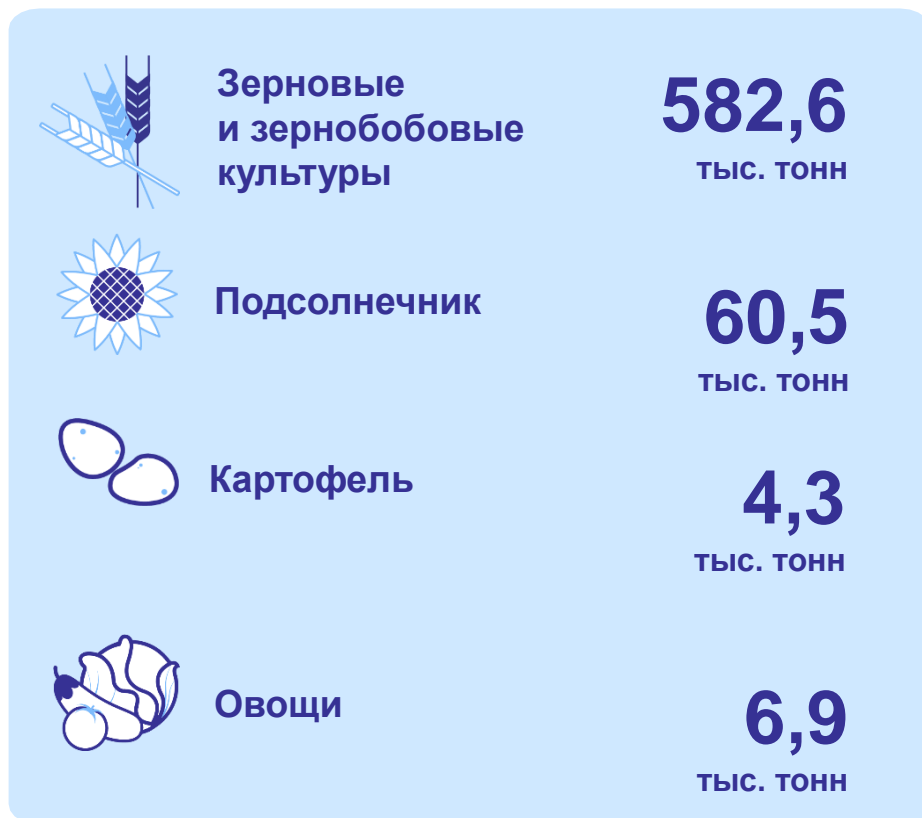 Зерновые
и зернобобовые
культуры
582,6
тыс. тонн
Подсолнечник
60,5
тыс. тонн
Картофель
4,3
тыс. тонн
Овощи
6,9
тыс. тонн